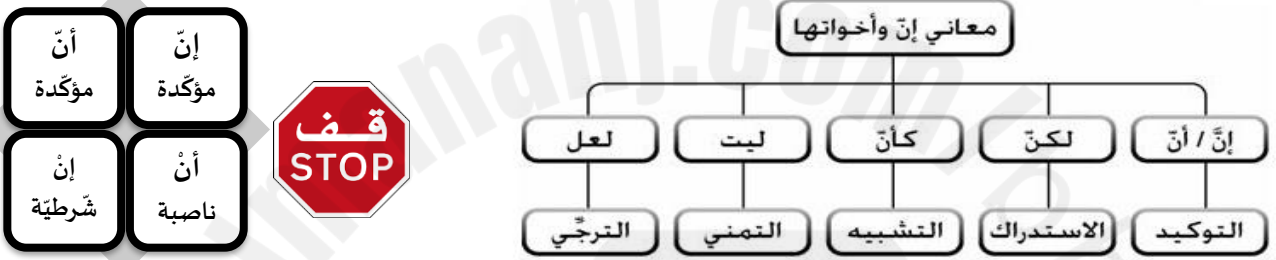 معاني إنّ وأخواتها
إنَّ / أنّ
لكنّ
كأنّ
ليت
لعل
التوكيد
الاستدراك
التشبيه
التمني
الترجّي
قف
STOP
إنّ
مؤكّدة
أنّ
مؤكّدة
أنْ
ناصبة
إنْ
شّرطيّة